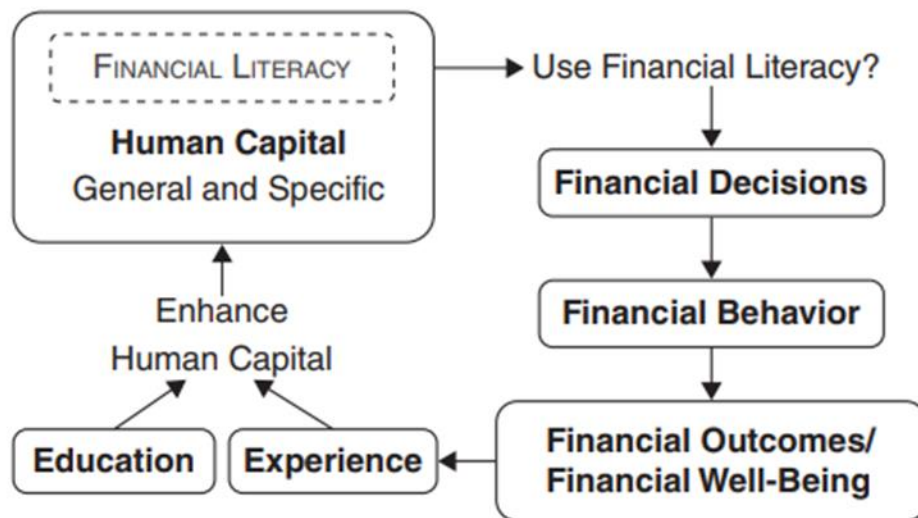 FINANCIAL LITERACY
Human Capital
General and Specific
Use Financial Literacy?
Financial Decisions
Financial Behavior
Financial Outcomes/
Financial Well-Being
Enhance
Human Capital
Education
Experience